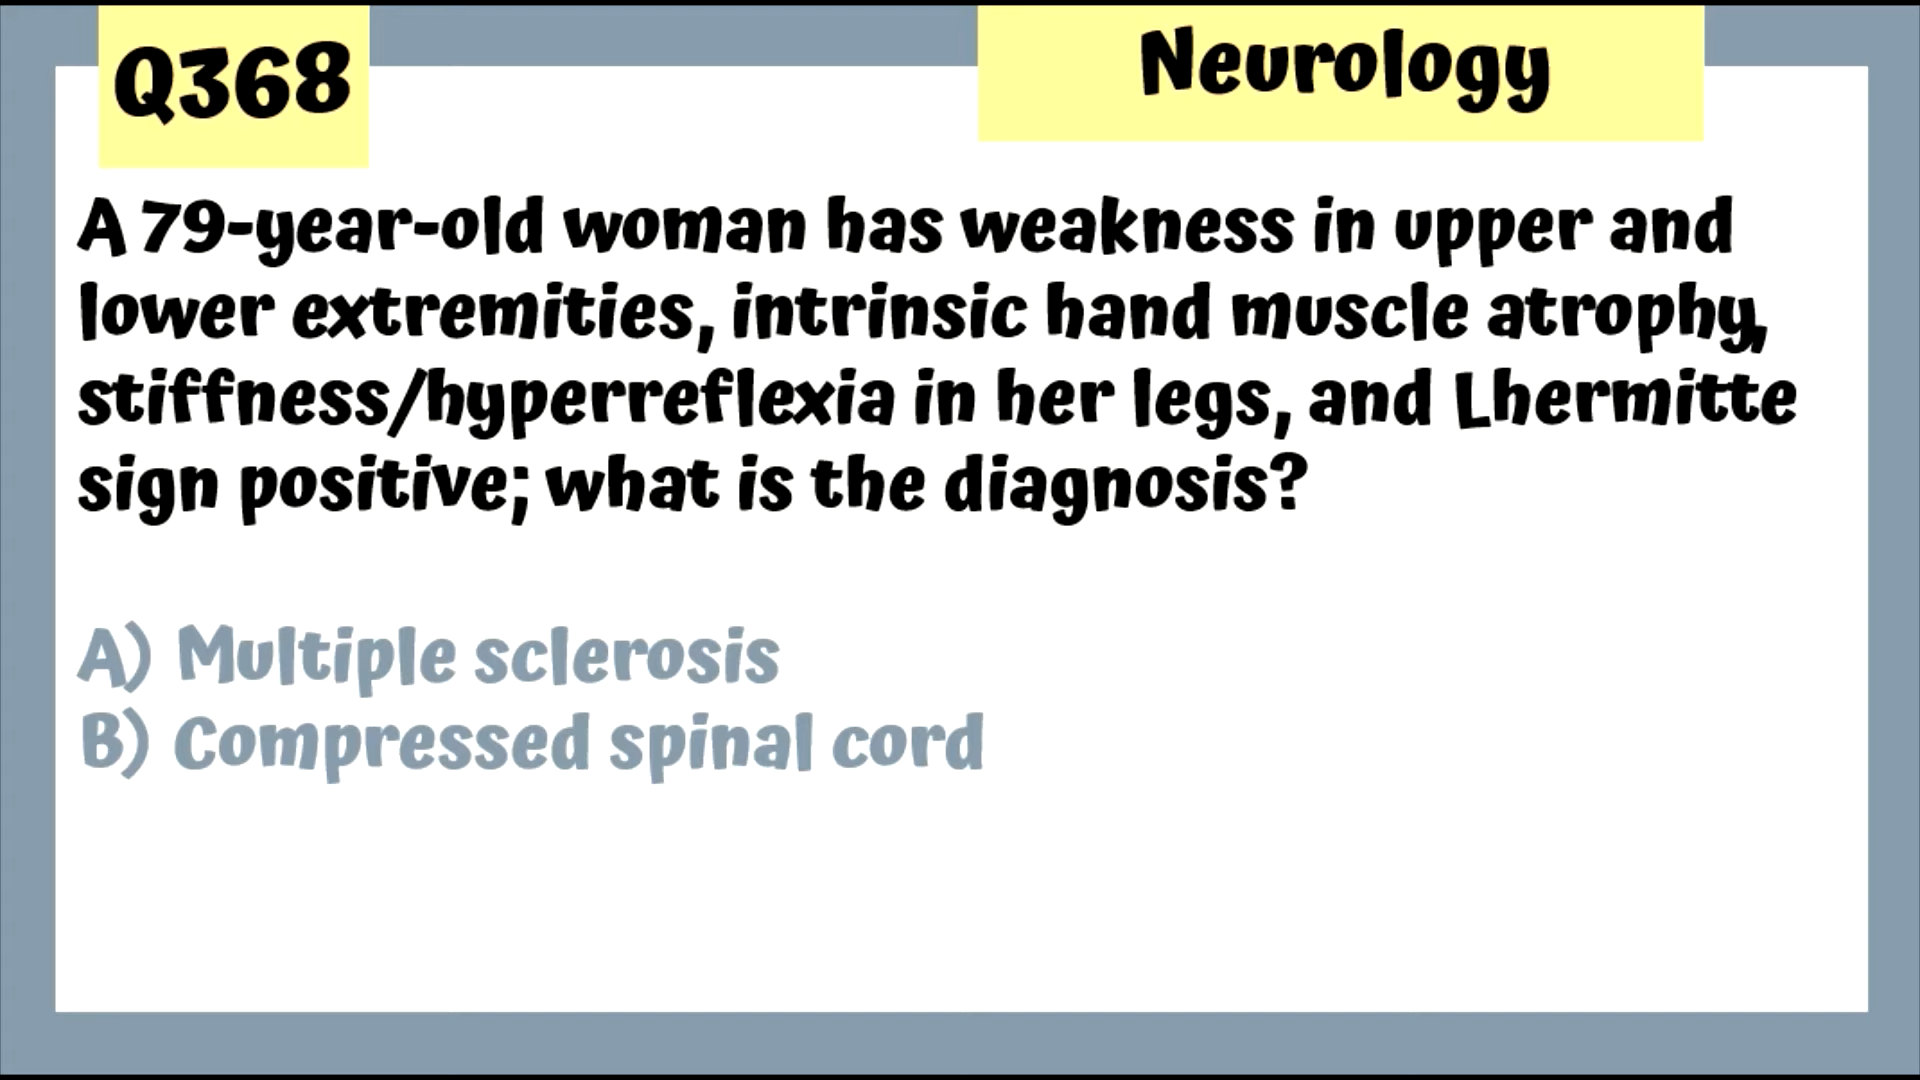 Q368
Neurology
A 79-year-old woman has weakness in upper and
lower extremities, intrinsic hand muscle atrophy,
stiffness/hyperreflexia in her legs, and Lhermitte
sign positive; what is the diagnosis?
A) Multiple sclerosis
B) Compressed spinal cord